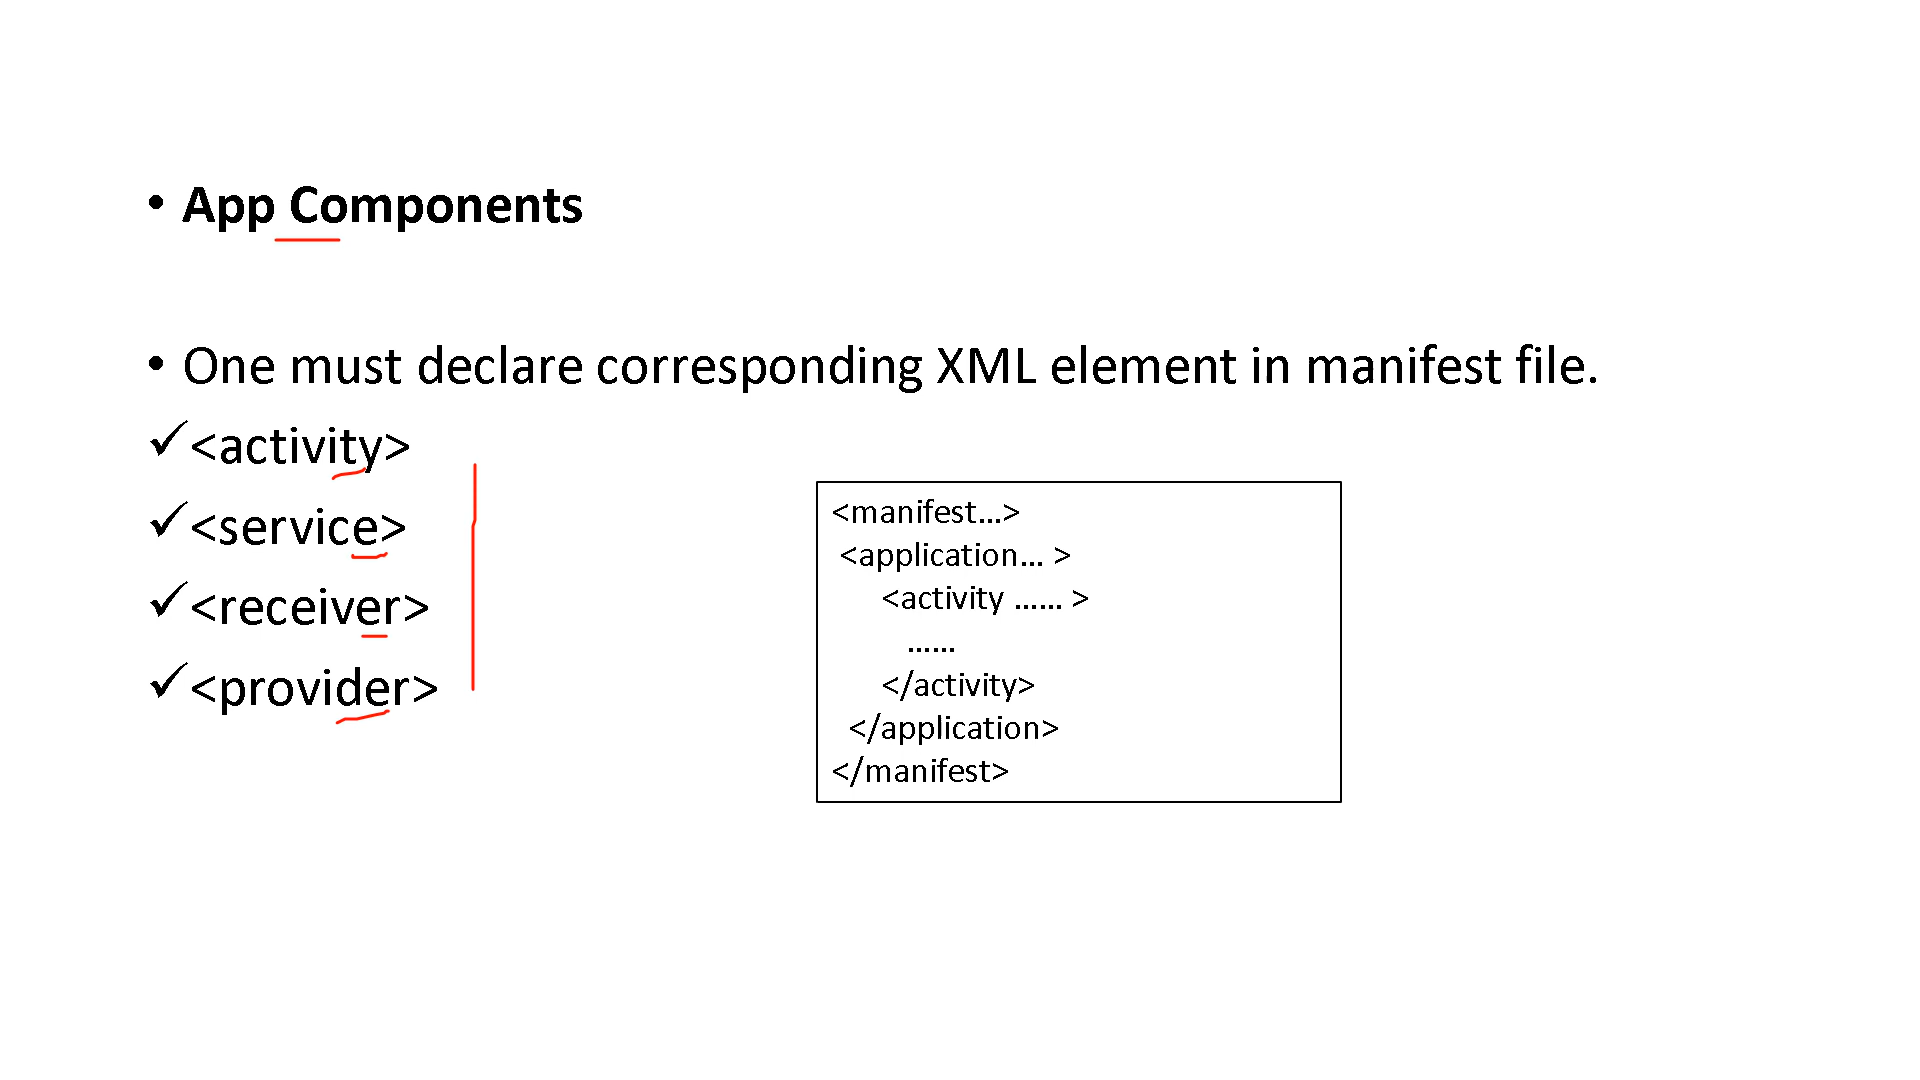 • App Components
• One must declare corresponding XML element in manifest file.
✓<activity>
✓<service>
✓<receiver>
✓<provider>
<manifest...>
<application... >
<activity ...... >
......
</activity>
</application>
</manifest>